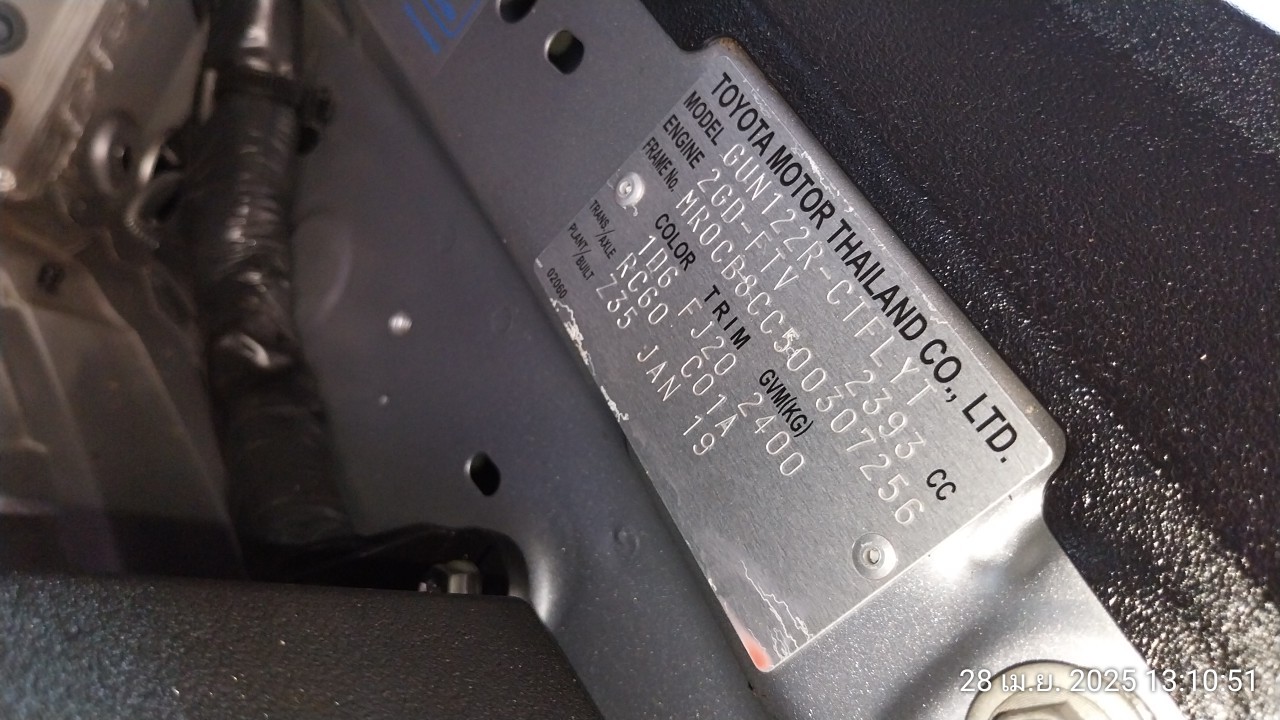 TOYOTA MOTOR THAILAND CO., LTD.
MODEL GUN122R-CTFLYT
ENGINE 2GD-FTV 2393 CC
FRAME No. MR0CB8CC500307256
COLOR TRIM GVM(KG)
1D6 FJ20 2400
TRANS/AXLE RC60 C01A
PLANT/BUILT Z35 JAN 19
02060
28 เม.ย. 2025 13:10:51